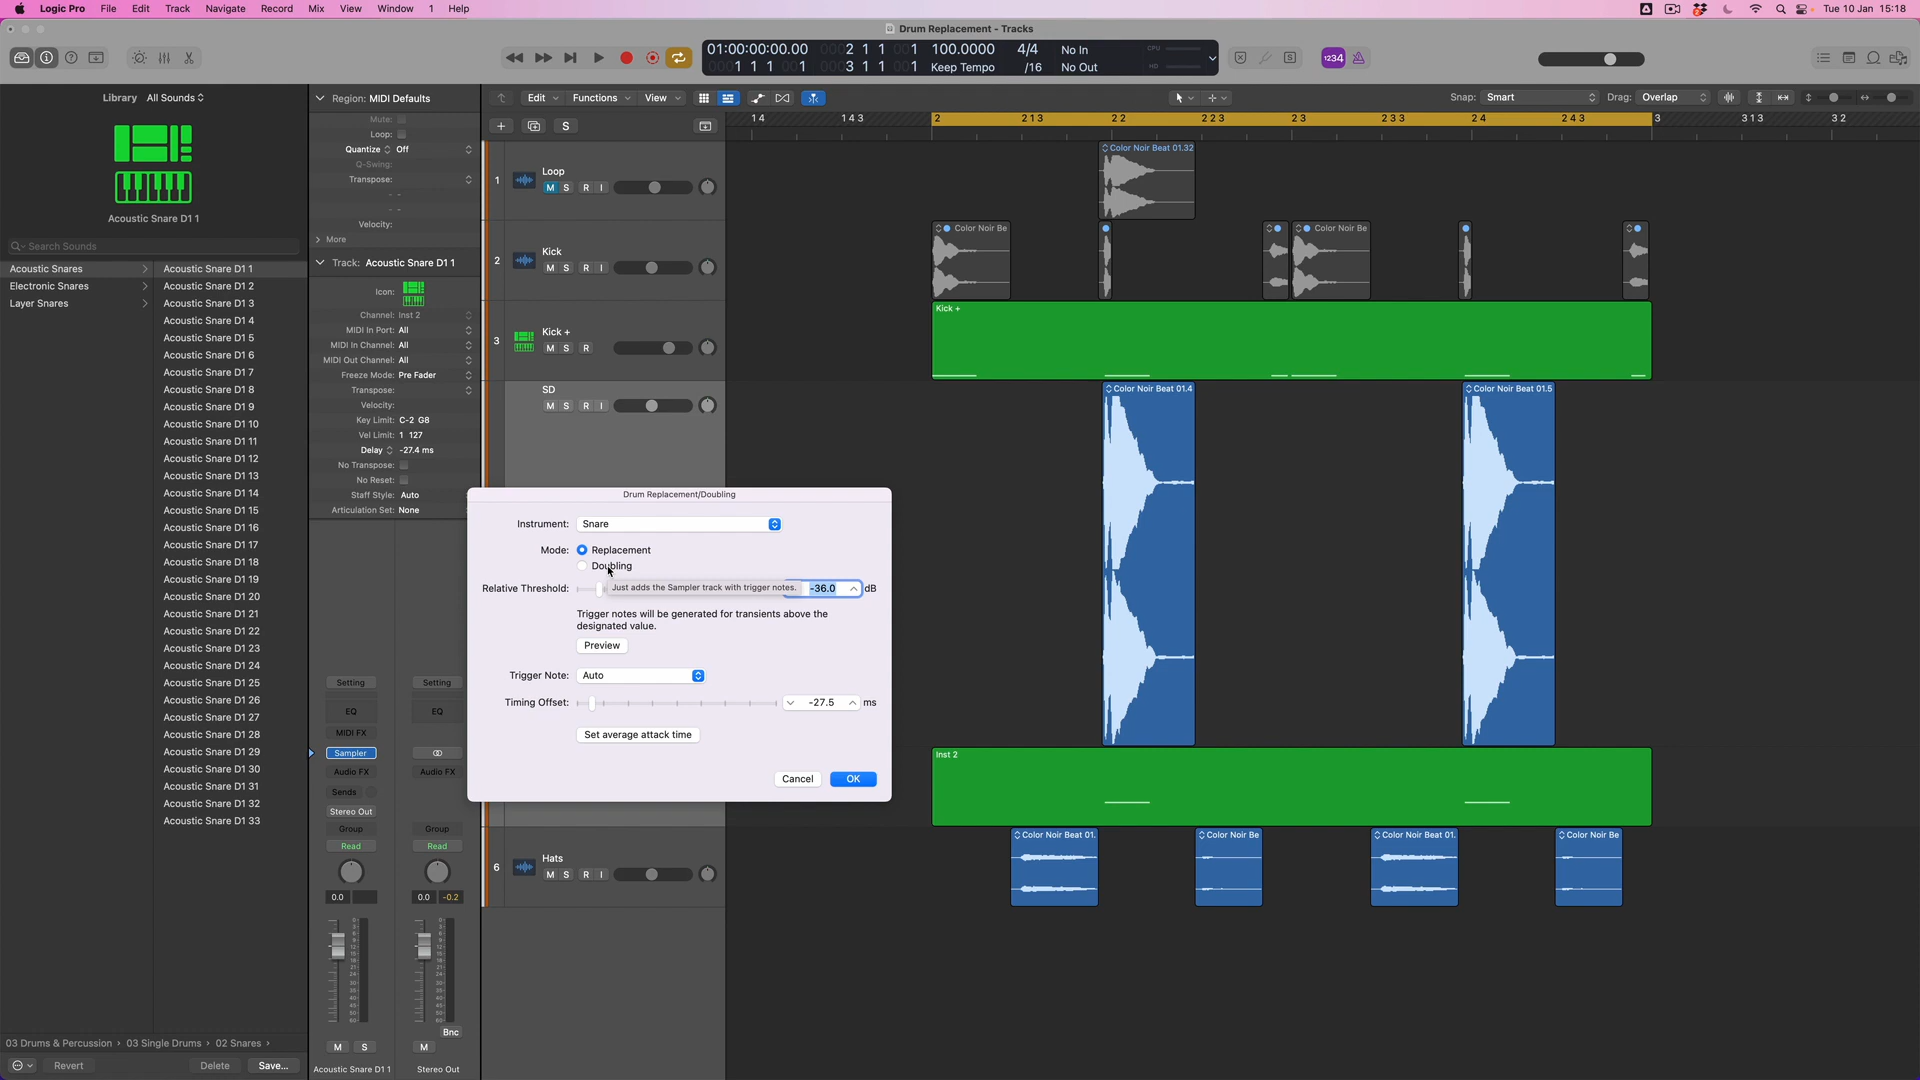 Logic Pro File Edit Track Navigate Record Mix View Window 1 Help
Tue 10 Jan 15:18
Drum Replacement - Tracks
01:00:00:00.00 0002 1 1 001 100.0000 4/4 No In
0001 1 1 001 0003 1 1 001 Keep Tempo /16 No Out
CPU
HD
1234
Library All Sounds
Region: MIDI Defaults
Edit Functions View
Snap: Smart
Drag: Overlap
S
1 4 1 4 3 2 2 1 3 2 2 2 2 3 2 3 2 3 3 2 4 2 4 3 3 3 1 3 3 2
Acoustic Snare D1 1
Search Sounds
Acoustic Snares
Electronic Snares
Layer Snares
Acoustic Snare D1 1
Acoustic Snare D1 2
Acoustic Snare D1 3
Acoustic Snare D1 4
Acoustic Snare D1 5
Acoustic Snare D1 6
Acoustic Snare D1 7
Acoustic Snare D1 8
Acoustic Snare D1 9
Acoustic Snare D1 10
Acoustic Snare D1 11
Acoustic Snare D1 12
Acoustic Snare D1 13
Acoustic Snare D1 14
Acoustic Snare D1 15
Acoustic Snare D1 16
Acoustic Snare D1 17
Acoustic Snare D1 18
Acoustic Snare D1 19
Acoustic Snare D1 20
Acoustic Snare D1 21
Acoustic Snare D1 22
Acoustic Snare D1 23
Acoustic Snare D1 24
Acoustic Snare D1 25
Acoustic Snare D1 26
Acoustic Snare D1 27
Acoustic Snare D1 28
Acoustic Snare D1 29
Acoustic Snare D1 30
Acoustic Snare D1 31
Acoustic Snare D1 32
Acoustic Snare D1 33
03 Drums & Percussion › 03 Single Drums › 02 Snares ›
Revert Delete Save...
Mute:
Loop:
Quantize Off
Q-Swing:
Transpose:
Velocity:
More
Track: Acoustic Snare D1 1
Icon:
Channel: Inst 2
MIDI In Port: All
MIDI In Channel: All
MIDI Out Channel: All
Freeze Mode: Pre Fader
Transpose:
Velocity:
Key Limit: C-2 G8
Vel Limit: 1 127
Delay -27.4 ms
No Transpose:
No Reset:
Staff Style: Auto
Articulation Set: None
Setting Setting
EQ EQ
MIDI FX
Sampler
Audio FX Audio FX
Sends
Stereo Out
Group Group
Read Read
0.0 0.0 -0.2
Bnc
M S M
Acoustic Snare D1 1 Stereo Out
1 Loop
M S R I
2 Kick
M S R I
3 Kick +
M S R
SD
M S R I
6 Hats
M S R I
Color Noir Beat 01.32
Color Noir Be
Color Noir Be
Kick +
Color Noir Beat 01.4
Color Noir Beat 01.5
Inst 2
Color Noir Beat 01.
Color Noir Be
Color Noir Beat 01.
Color Noir Be
Drum Replacement/Doubling
Instrument: Snare
Mode: Replacement
Doubling
Relative Threshold: -36.0 dB
Just adds the Sampler track with trigger notes.
Trigger notes will be generated for transients above the
designated value.
Preview
Trigger Note: Auto
Timing Offset: -27.5 ms
Set average attack time
Cancel OK